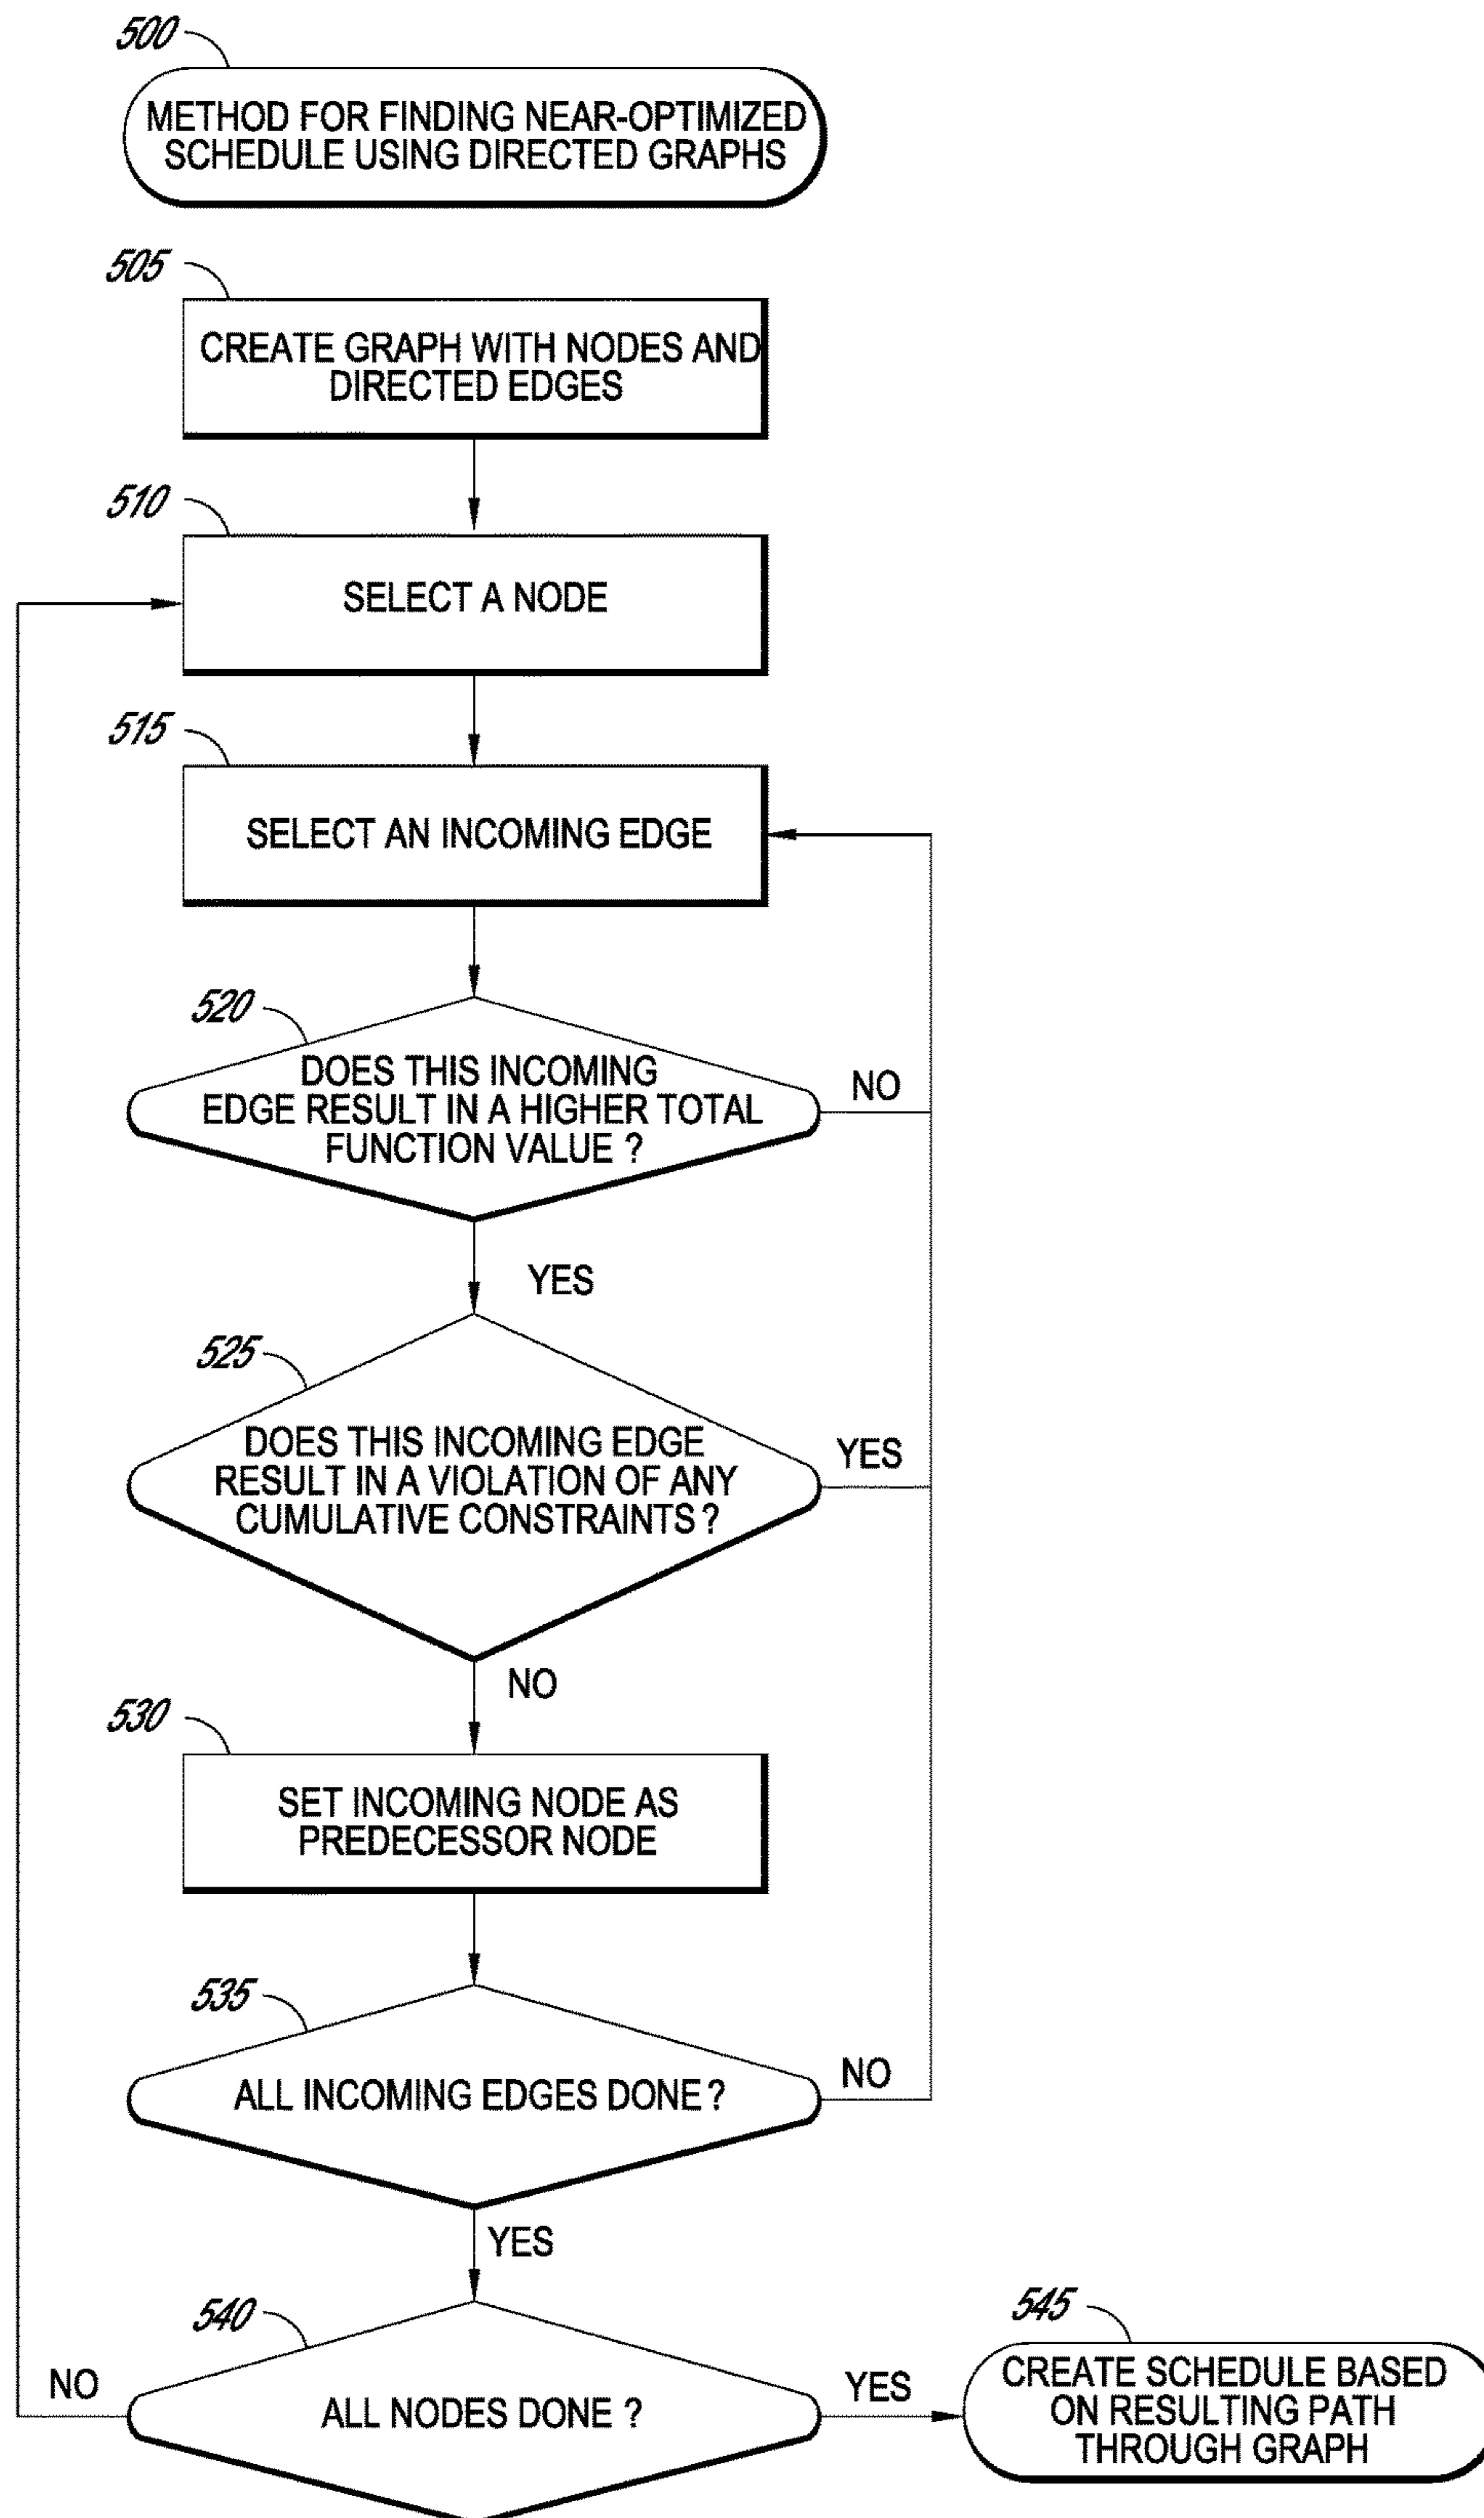 500
METHOD FOR FINDING NEAR-OPTIMIZED
SCHEDULE USING DIRECTED GRAPHS
505
CREATE GRAPH WITH NODES AND
DIRECTED EDGES
510
SELECT A NODE
515
SELECT AN INCOMING EDGE
520
DOES THIS INCOMING
EDGE RESULT IN A HIGHER TOTAL
FUNCTION VALUE ?
NO
YES
525
DOES THIS INCOMING EDGE
RESULT IN A VIOLATION OF ANY
CUMULATIVE CONSTRAINTS ?
YES
NO
530
SET INCOMING NODE AS
PREDECESSOR NODE
535
ALL INCOMING EDGES DONE ?
NO
YES
540
ALL NODES DONE ?
NO
YES
545
CREATE SCHEDULE BASED
ON RESULTING PATH
THROUGH GRAPH